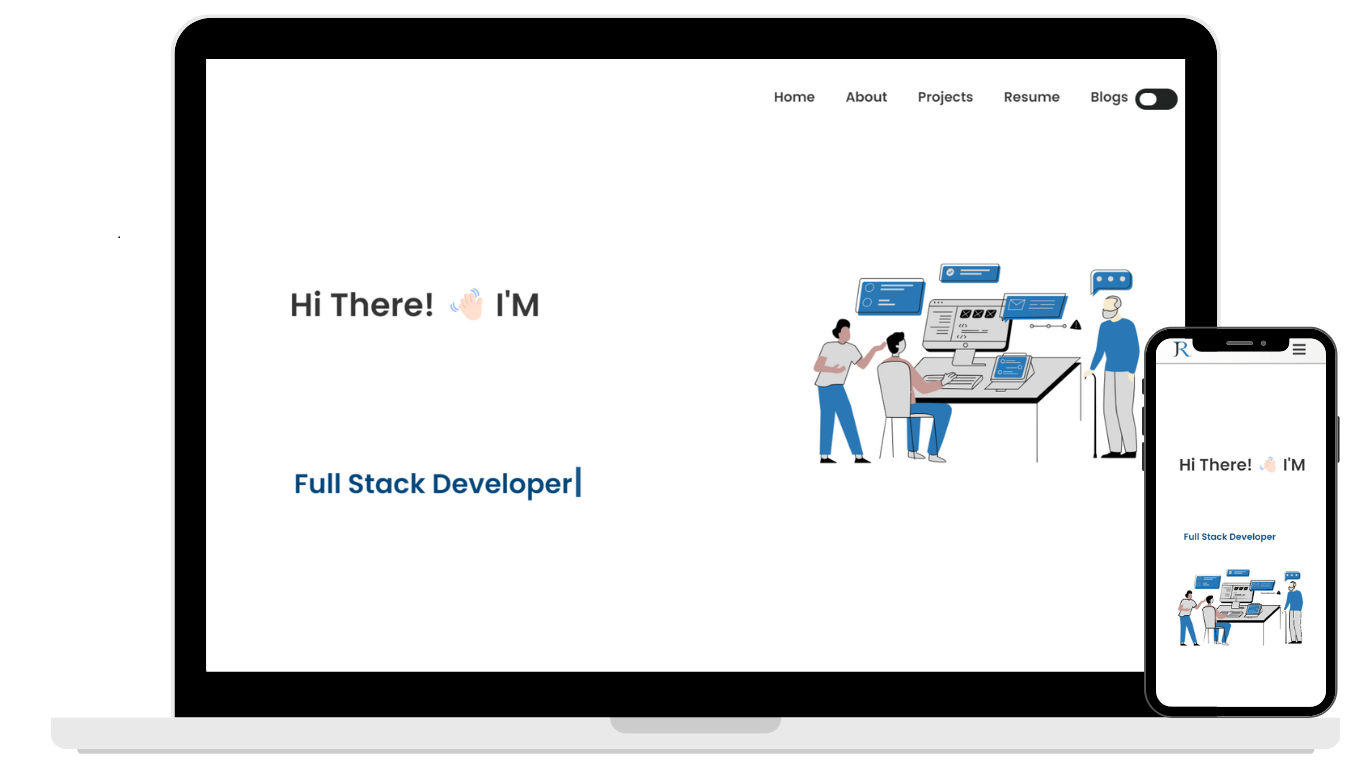 Home About Projects Resume Blogs
Hi There! 👋🏻 I'M
Full Stack Developer|
JR
Hi There! 👋🏻 I'M
Full Stack Developer